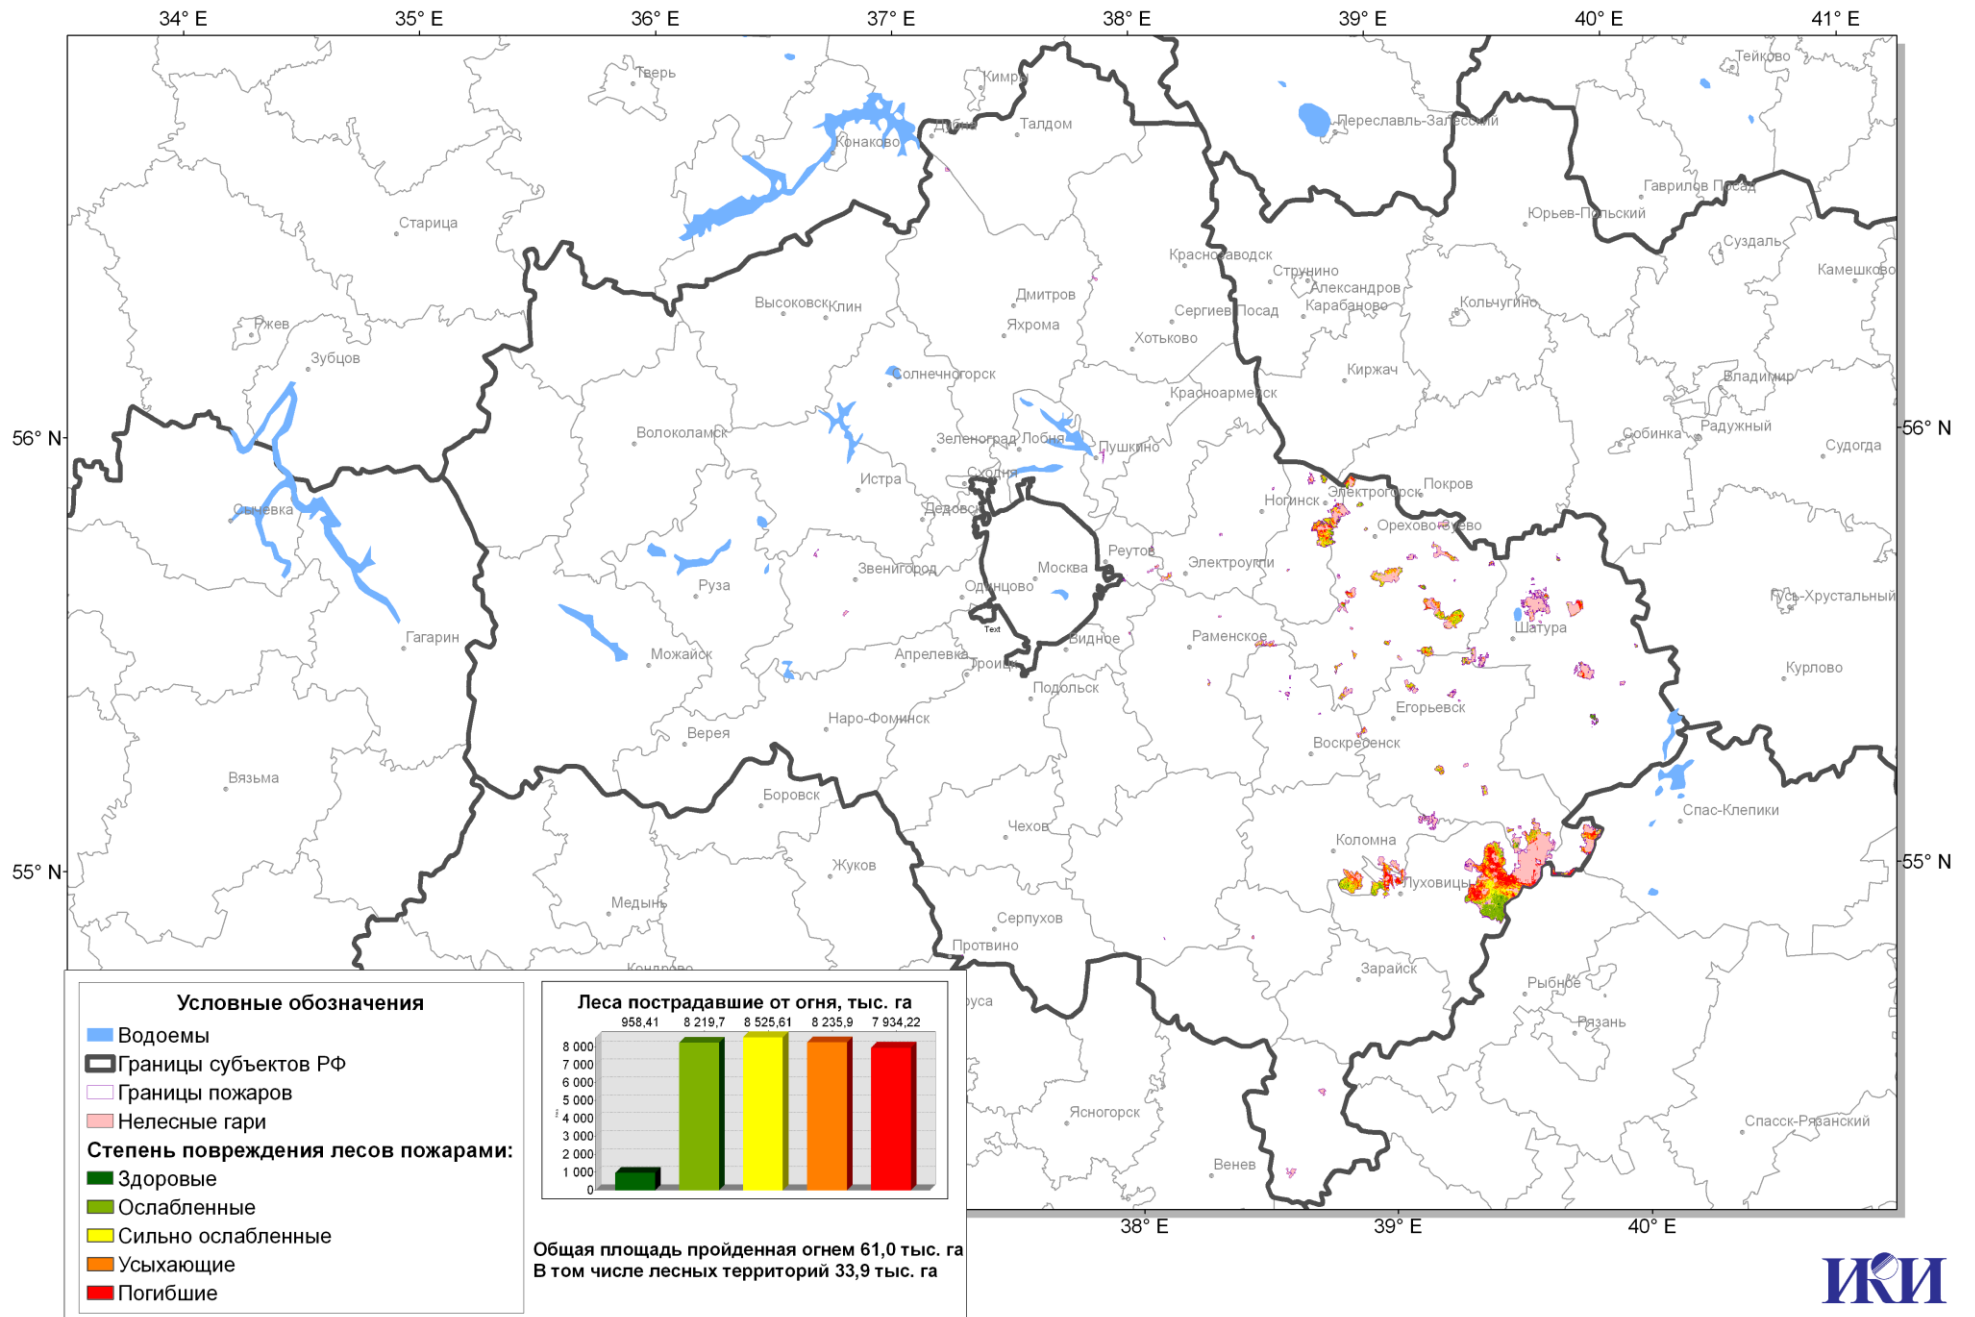 34° E 35° E 36° E 37° E 38° E 39° E 40° E 41° E
Тверь
Кимры
Тейково
Дубна
Талдом
Переславль-Залесский
Конаково
Гаврилов Посад
Старица
Юрьев-Польский
Суздаль
Краснозаводск
Струнино
Камешково
Александров
Высоковск
Клин
Дмитров
Сергиев Посад
Карабаново
Кольчугино
Ржев
Яхрома
Зубцов
Хотьково
Солнечногорск
Киржач
Владимир
Красноармейск
56° N
Волоколамск
Зеленоград
Лобня
Пушкино
Собинка
Радужный
Судогда
56° N
Истра
Сходня
Ногинск
Электрогорск
Покров
Сычевка
Дедовск
Орехово-Зуево
Реутов
Звенигород
Москва
Электроугли
Руза
Одинцово
Гусь-Хрустальный
Гагарин
Text
Видное
Раменское
Шатура
Можайск
Апрелевка
Троицк
Курлово
Подольск
Наро-Фоминск
Егорьевск
Верея
Воскресенск
Вязьма
Боровск
Спас-Клепики
Чехов
Коломна
55° N
Жуков
Луховицы
55° N
Медынь
Серпухов
Протвино
Кондрово
Зарайск
Рыбное
руса
Рязань
Ясногорск
Спасск-Рязанский
Венев
38° E 39° E 40° E
Условные обозначения
Водоемы
Границы субъектов РФ
Границы пожаров
Нелесные гари
Степень повреждения лесов пожарами:
Здоровые
Ослабленные
Сильно ослабленные
Усыхающие
Погибшие
Леса пострадавшие от огня, тыс. га
958,41 8 219,7 8 525,61 8 235,9 7 934,22
8 000
7 000
6 000
5 000
4 000
3 000
2 000
1 000
0
Общая площадь пройденная огнем 61,0 тыс. га
В том числе лесных территорий 33,9 тыс. га
ИКИ